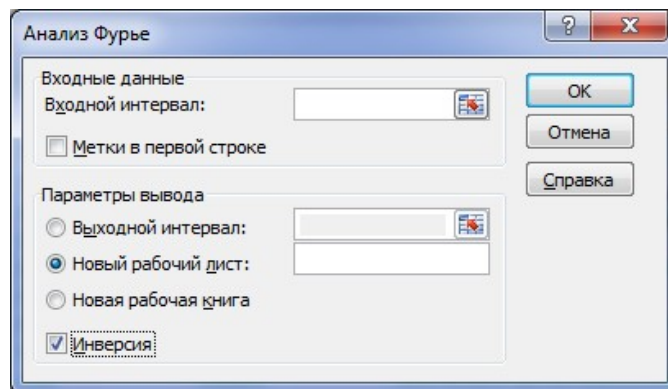 Анализ Фурье
?
X
Входные данные
Входной интервал:
Метки в первой строке
ОК
Отмена
Справка
Параметры вывода
Выходной интервал:
Новый рабочий лист:
Новая рабочая книга
Инверсия